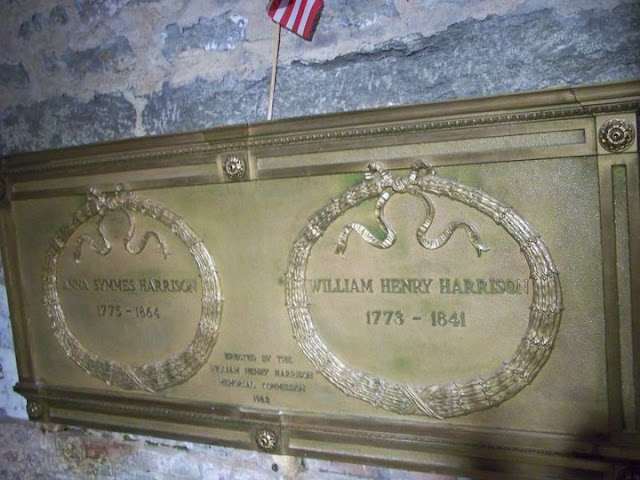 ANNA SYMMES HARRISON
1775 - 1864
WILLIAM HENRY HARRISON
1773 - 1841
ERECTED BY THE
WILLIAM HENRY HARRISON
MEMORIAL COMMISSION